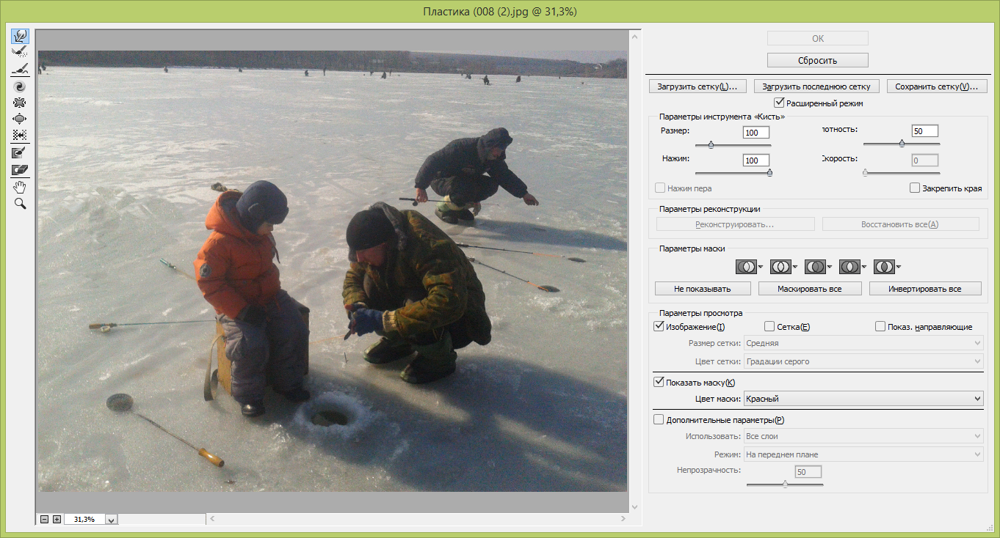 Пластика (008 (2).jpg @ 31,3%)
OK
Сбросить
Загрузить сетку(L)... Загрузить последнюю сетку Сохранить сетку(V)...
Расширенный режим
Параметры инструмента «Кисть»
Размер: 100 лотность: 50
Нажим: 100 Скорость: 0
Нажим пера Закрепить края
Параметры реконструкции
Реконструировать... Восстановить все(A)
Параметры маски
Не показывать Маскировать все Инвертировать все
Параметры просмотра
Изображение(I) Сетка(E) Показ. направляющие
Размер сетки: Средняя
Цвет сетки: Градации серого
Показать маску(K)
Цвет маски: Красный
Дополнительные параметры(P)
Использовать: Все слои
Режим: На переднем плане
Непрозрачность: 50
31,3%